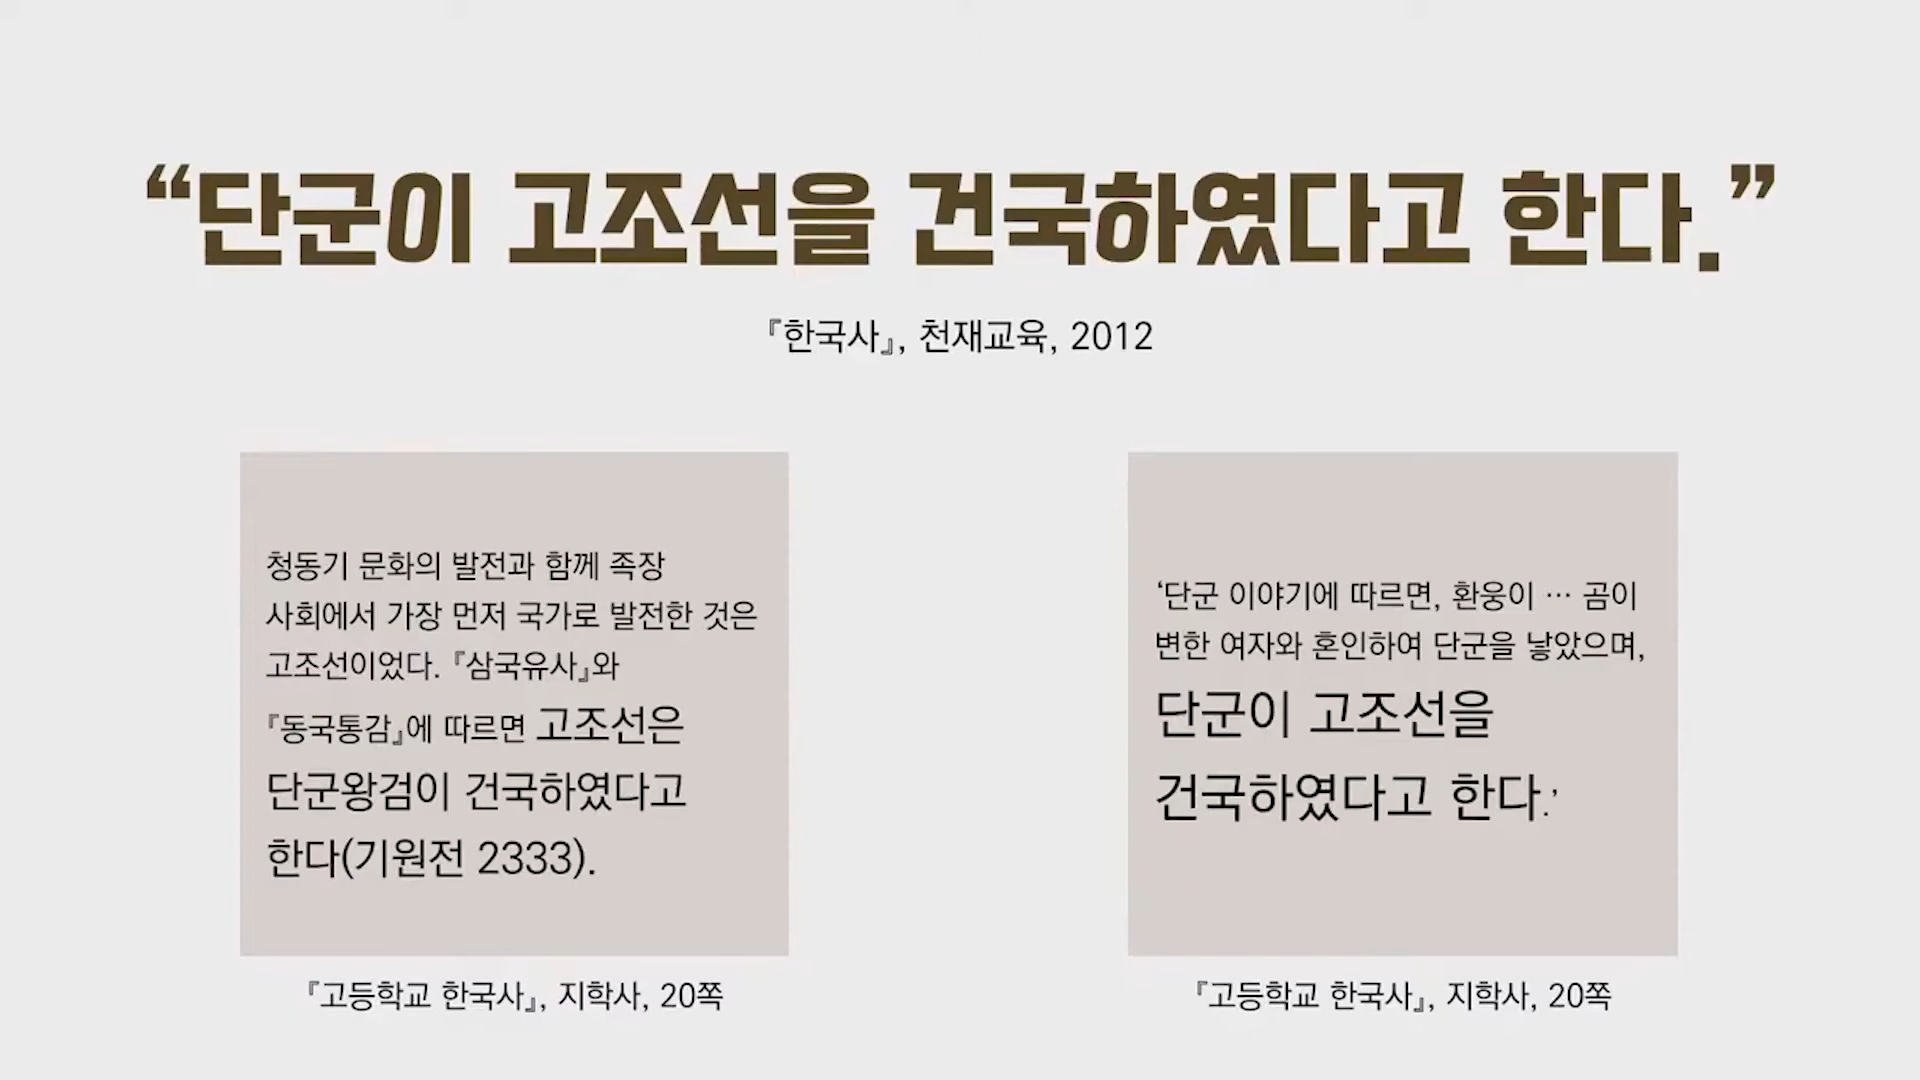 “단군이 고조선을 건국하였다고 한다.”
『한국사』, 천재교육, 2012
청동기 문화의 발전과 함께 족장
사회에서 가장 먼저 국가로 발전한 것은
고조선이었다. 『삼국유사』와
『동국통감』에 따르면 고조선은
단군왕검이 건국하였다고
한다(기원전 2333).
『고등학교 한국사』, 지학사, 20쪽
‘단군 이야기에 따르면, 환웅이 … 곰이
변한 여자와 혼인하여 단군을 낳았으며,
단군이 고조선을
건국하였다고 한다.’
『고등학교 한국사』, 지학사, 20쪽